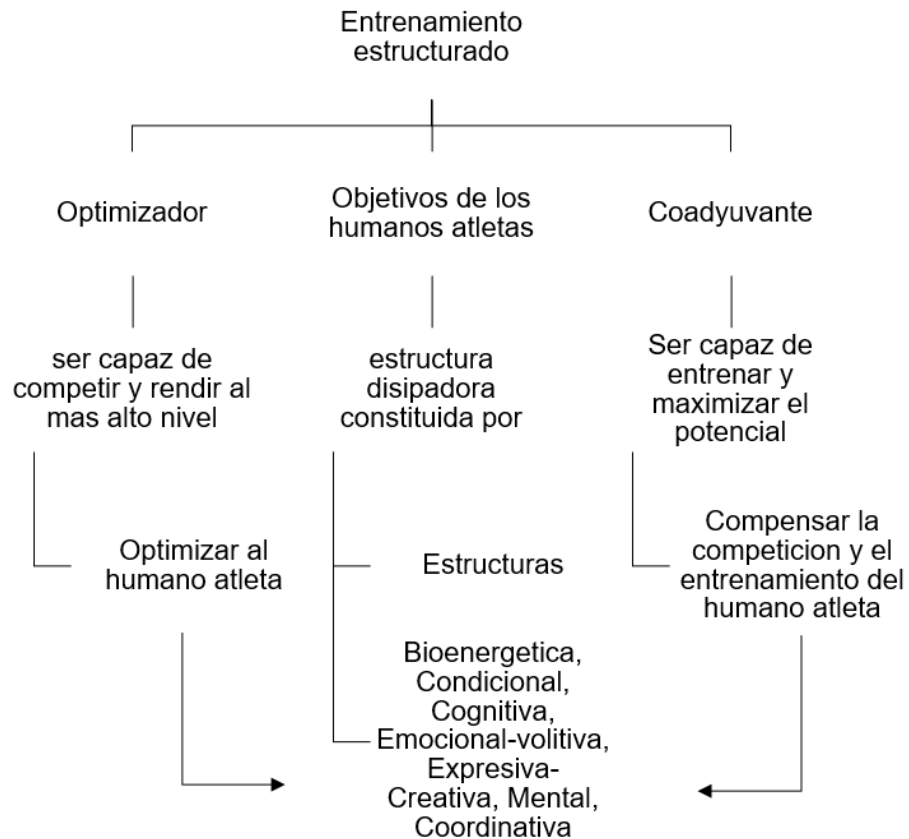 Entrenamiento
estructurado
Optimizador
Objetivos de los
humanos atletas
Coadyuvante
ser capaz de
competir y rendir al
mas alto nivel
estructura
disipadora
constituida por
Ser capaz de
entrenar y
maximizar el
potencial
Optimizar al
humano atleta
Estructuras
Compensar la
competicion y el
entrenamiento del
humano atleta
Bioenergetica,
Condicional,
Cognitiva,
Emocional-volitiva,
Expresiva-
Creativa, Mental,
Coordinativa